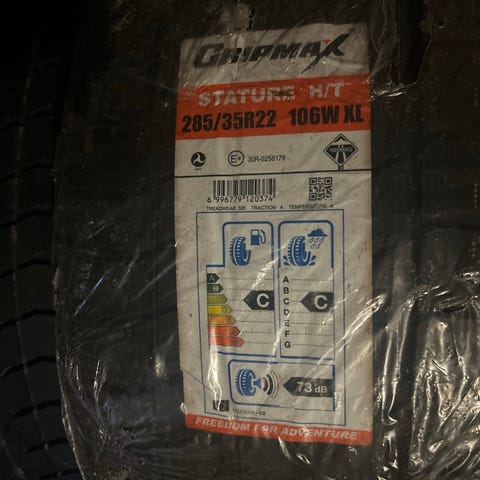 GRIPMAX
STATURE H/T
285/35R22 106W XL
E4 30R-0258179
6 996779 120374
TREADWEAR 520 TRACTION A TEMPERATURE A
A
B
C
A
B
C
D
E
F
G
C
73 dB
FREEDOM FOR ADVENTURE